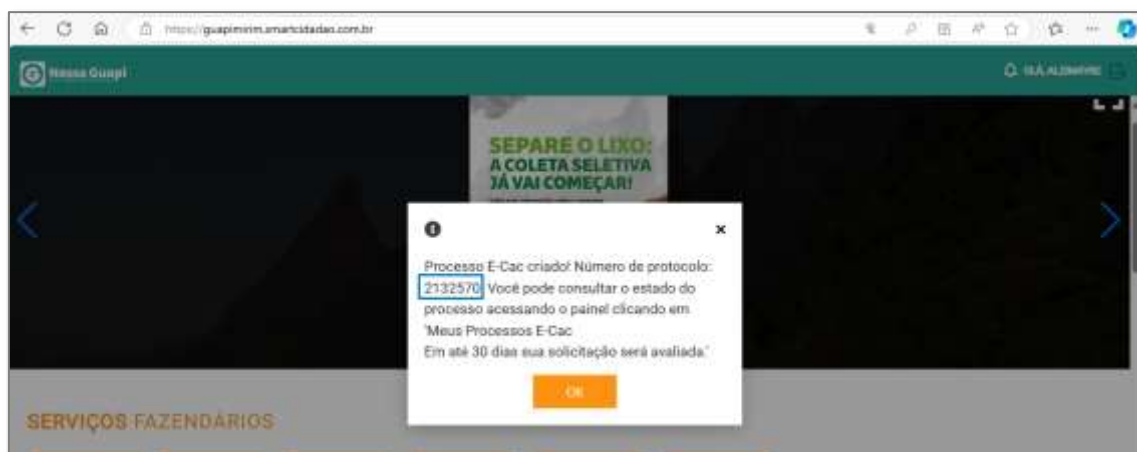 https://guapimirim.smartcidadao.com.br
Nossa Guapi
SEPARE O LIXO:
A COLETA SELETIVA
JÁ VAI COMEÇAR!
Processo E-Cac criado! Número de protocolo:
2132570. Você pode consultar o estado do
processo acessando o painel clicando em
'Meus Processos E-Cac
Em até 30 dias sua solicitação será avaliada.'
OK
SERVIÇOS FAZENDÁRIOS